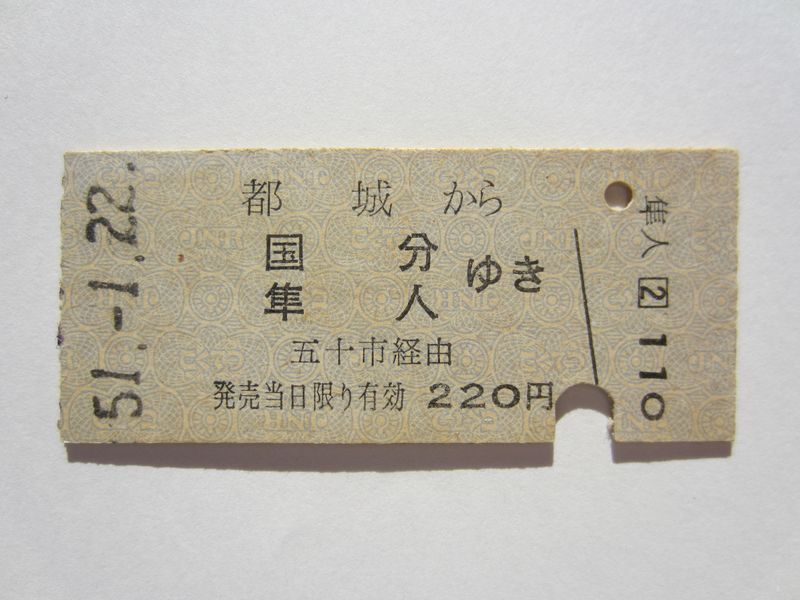 51.-1.22.
都城から
国分
隼人
ゆき
五十市経由
発売当日限り有効 220円
隼人 2 110